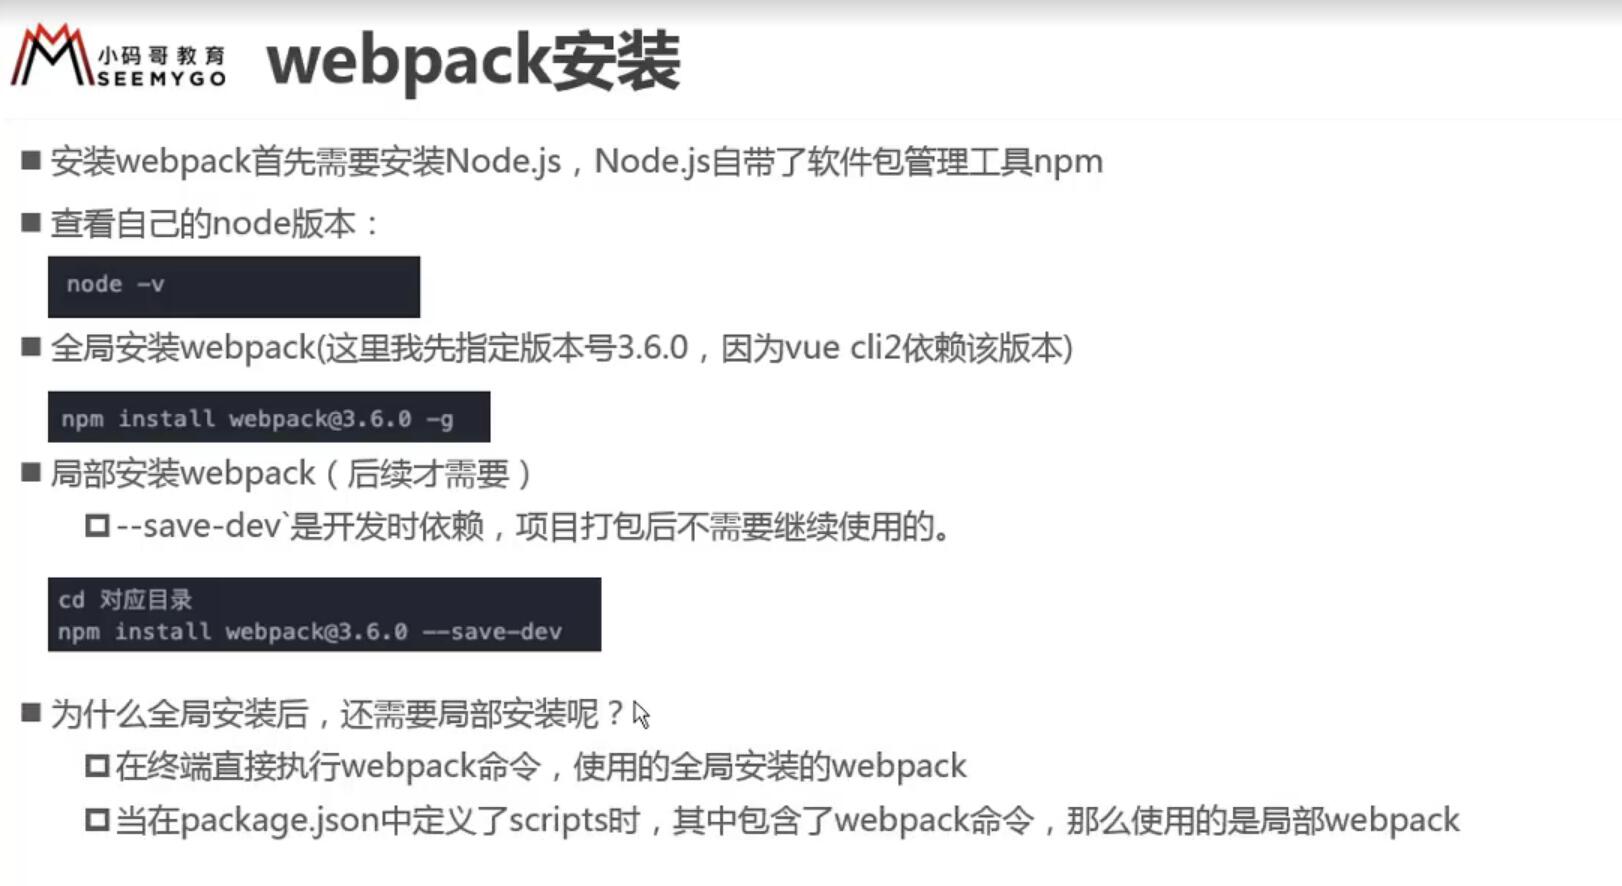 小码哥教育
SEEMYGO
webpack安装
安装webpack首先需要安装Node.js，Node.js自带了软件包管理工具npm
查看自己的node版本：
node -v
全局安装webpack(这里我先指定版本号3.6.0，因为vue cli2依赖该版本)
npm install webpack@3.6.0 -g
局部安装webpack（后续才需要）
--save-dev`是开发时依赖，项目打包后不需要继续使用的。
cd 对应目录
npm install webpack@3.6.0 --save-dev
为什么全局安装后，还需要局部安装呢？
在终端直接执行webpack命令，使用的全局安装的webpack
当在package.json中定义了scripts时，其中包含了webpack命令，那么使用的是局部webpack